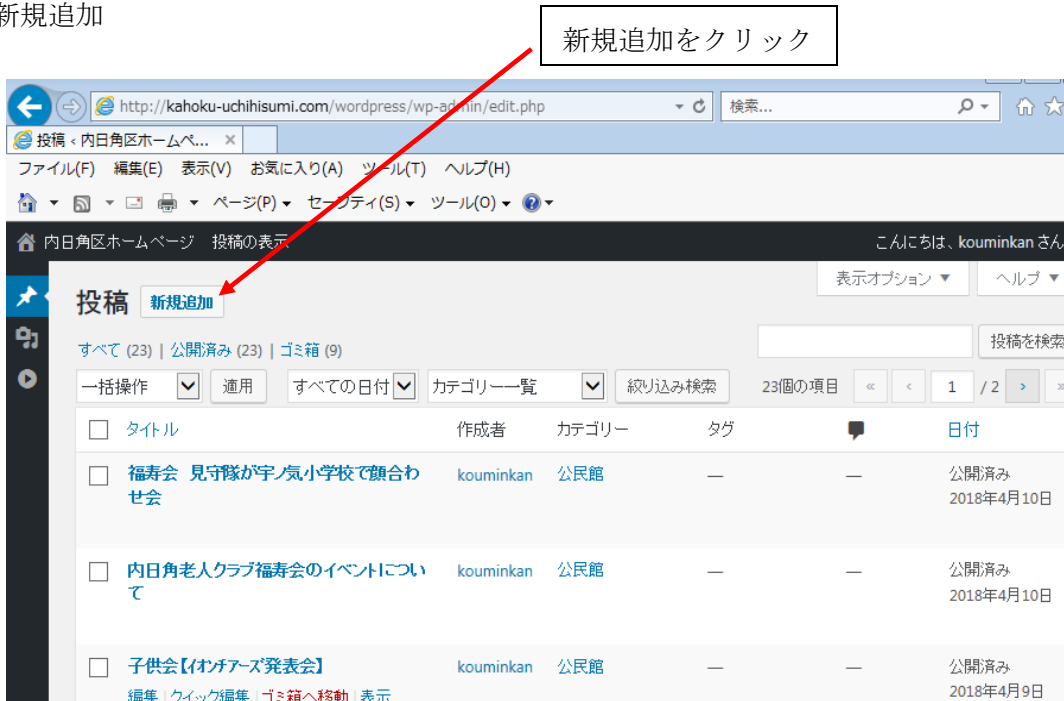 新規追加
新規追加をクリック
http://kahoku-uchihisumi.com/wordpress/wp-admin/edit.php
検索...
投稿 ‹ 内日角区ホームペ... ×
ファイル(F) 編集(E) 表示(V) お気に入り(A) ツール(T) ヘルプ(H)
ページ(P) セーフティ(S) ツール(O)
内日角区ホームページ 投稿の表示 こんにちは、kouminkan さん
表示オプション ▼ ヘルプ ▼
投稿 新規追加
すべて (23) | 公開済み (23) | ゴミ箱 (9)
投稿を検索
一括操作 適用 すべての日付 カテゴリー一覧 絞り込み検索 23個の項目 « ‹ 1 / 2 › »
タイトル 作成者 カテゴリー タグ 日付
福寿会 見守隊が宇ノ気小学校で顔合わ kouminkan 公民館 — — 公開済み
せ会 2018年4月10日
内日角老人クラブ福寿会のイベントについ kouminkan 公民館 — — 公開済み
て 2018年4月10日
子供会【イオンチアーズ発表会】 kouminkan 公民館 — — 公開済み
編集 | クイック編集 | ゴミ箱へ移動 | 表示 2018年4月9日